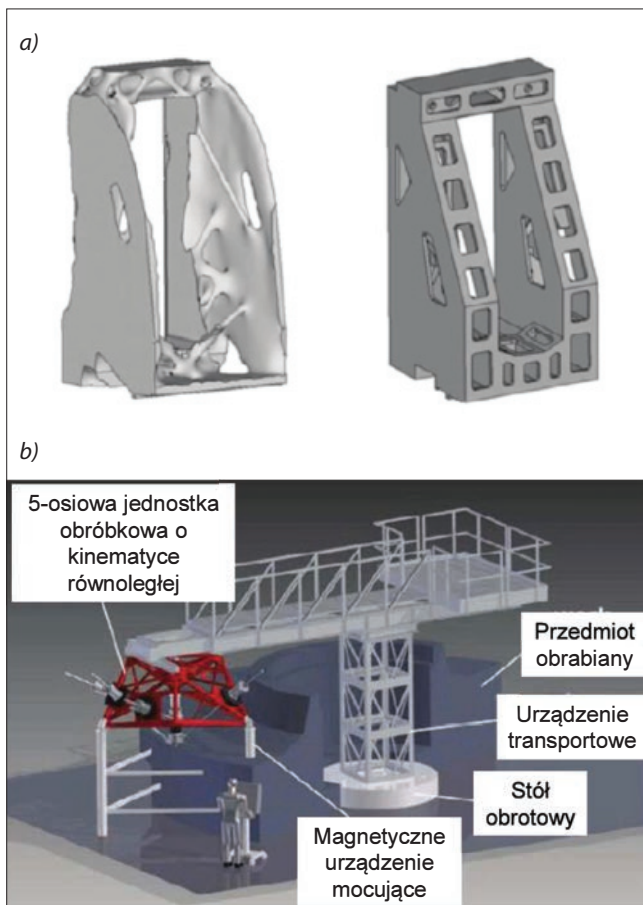 a)
b)
5-osiowa jednostka
obróbkowa o
kinematyce
równoległej
Przedmiot
obrabiany
Urządzenie
transportowe
Stół
obrotowy
Magnetyczne
urządzenie
mocujące